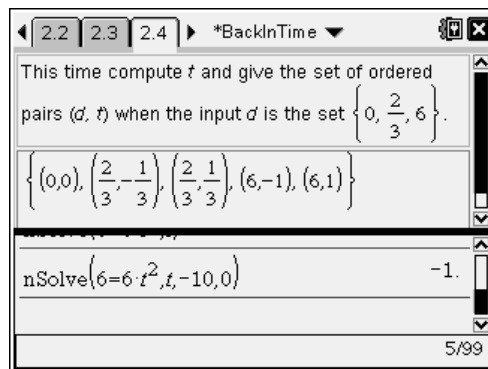 2.2 2.3 2.4 *BackInTime
This time compute t and give the set of ordered
pairs (d, t) when the input d is the set {0, 2/3, 6}.
{(0,0), (2/3,-1/3), (2/3,1/3), (6,-1), (6,1)}
nSolve(6=6·t²,t,-10,0) -1.
5/99